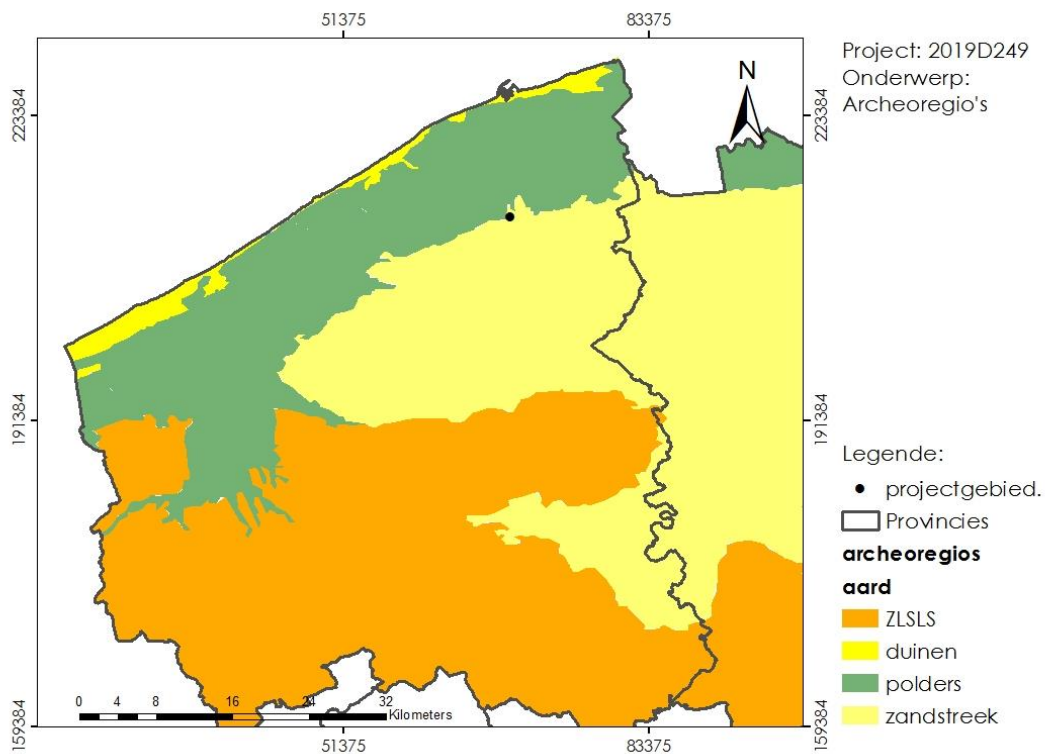 51375 83375
Project: 2019D249
Onderwerp:
Archeoregio's
N
223384 223384
191384 191384
Legende:
projectgebied.
Provincies
archeoregios
aard
ZLSLS
duinen
polders
zandstreek
0 4 8 16 24 32
Kilometers
159384 159384
51375 83375